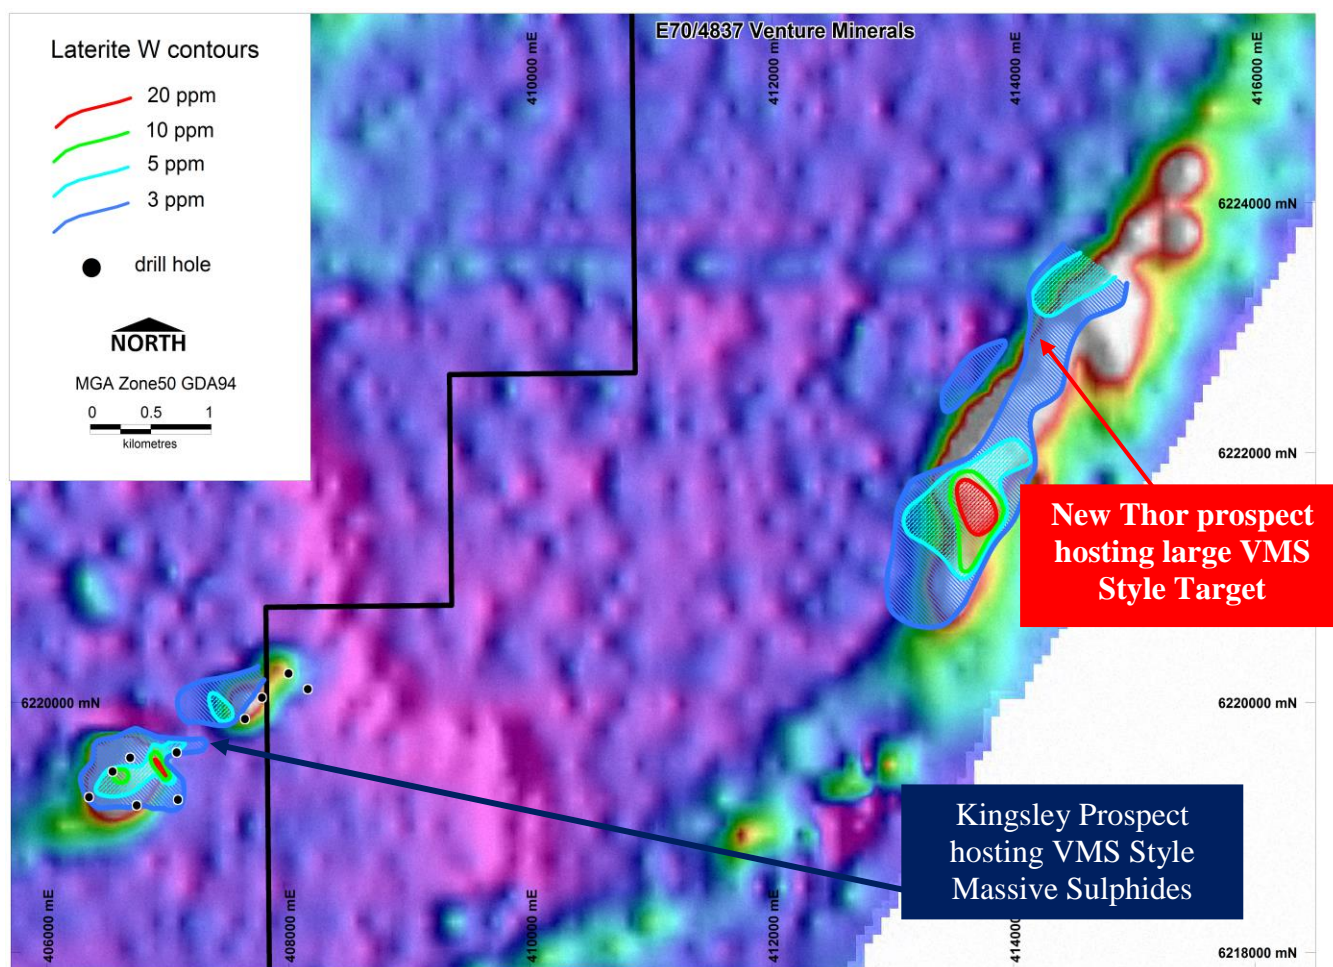 Laterite W contours
20 ppm
10 ppm
5 ppm
3 ppm
drill hole
NORTH
MGA Zone50 GDA94
0 0.5 1
kilometres
E70/4837 Venture Minerals
410000 mE
412000 mE
414000 mE
416000 mE
6224000 mN
6222000 mN
New Thor prospect
hosting large VMS
Style Target
6220000 mN
6220000 mN
Kingsley Prospect
hosting VMS Style
Massive Sulphides
406000 mE
408000 mE
410000 mE
412000 mE
414000
6218000 mN